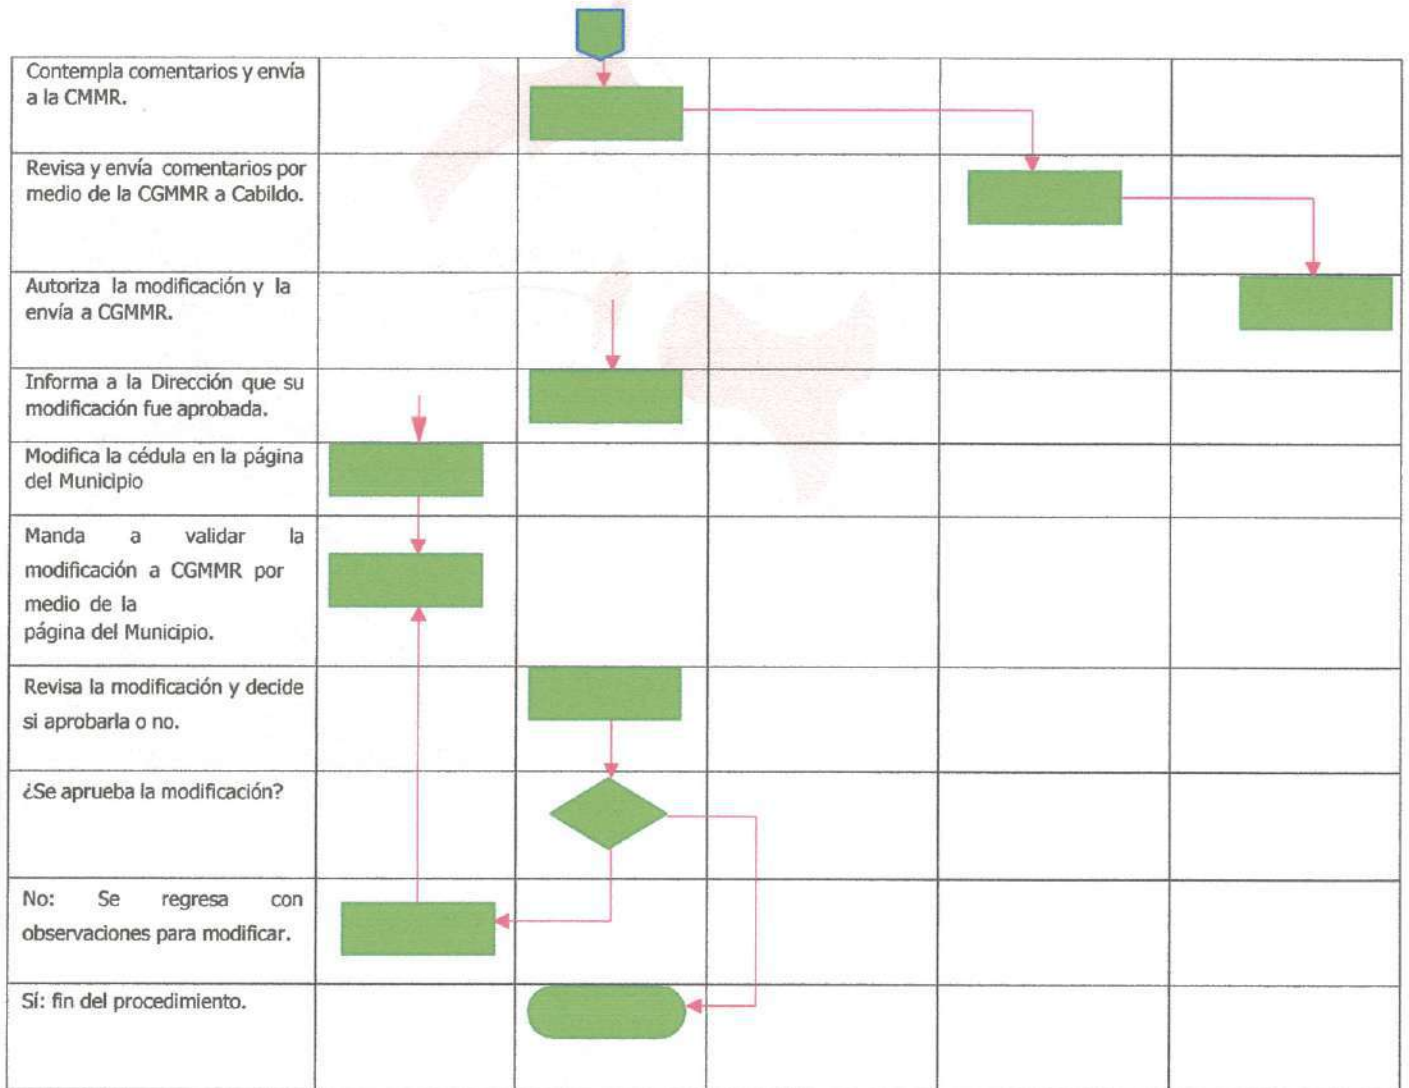 Contempla comentarios y envía
a la CMMR.
Revisa y envía comentarios por
medio de la CGMMR a Cabildo.
Autoriza la modificación y la
envía a CGMMR.
Informa a la Dirección que su
modificación fue aprobada.
Modifica la cédula en la página
del Municipio
Manda a validar la
modificación a CGMMR por
medio de la
página del Municipio.
Revisa la modificación y decide
si aprobarla o no.
¿Se aprueba la modificación?
No: Se regresa con
observaciones para modificar.
Sí: fin del procedimiento.